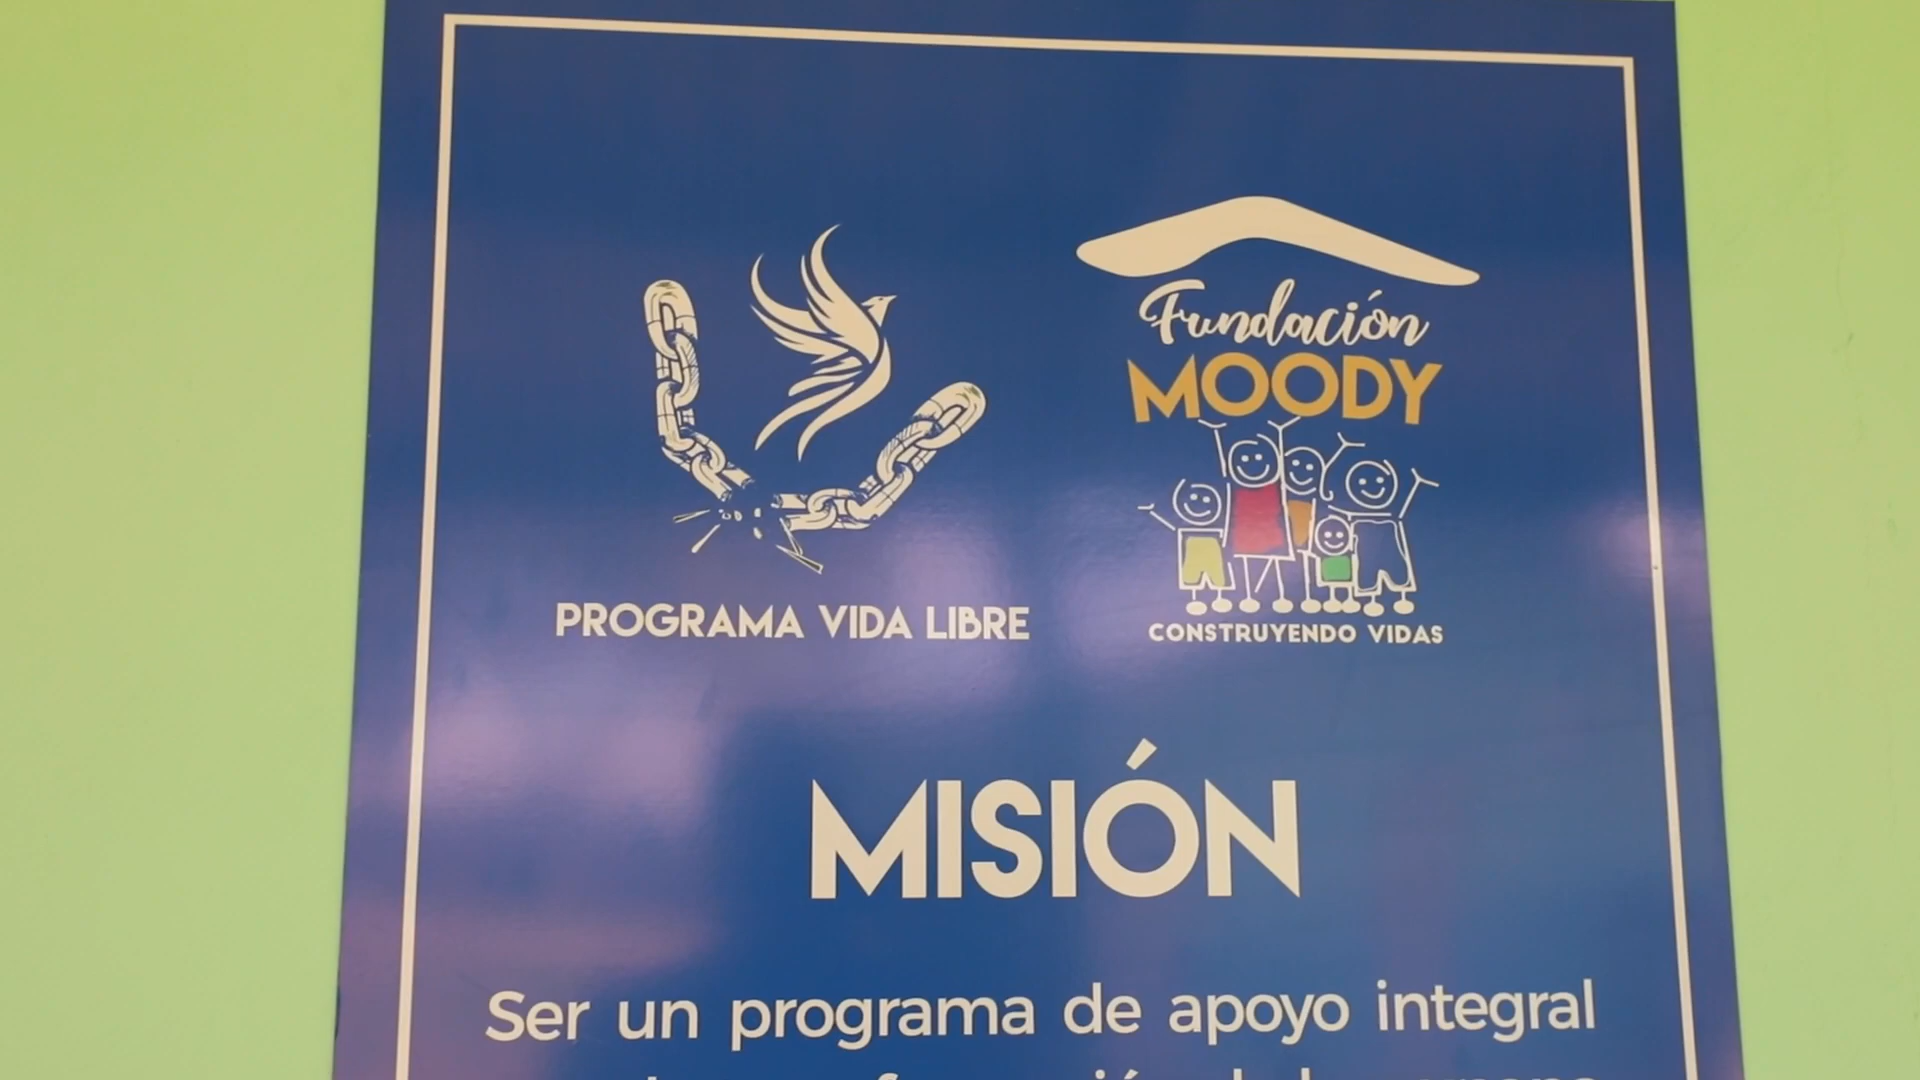 Fundación
MOODY
PROGRAMA VIDA LIBRE
CONSTRUYENDO VIDAS
MISIÓN
Ser un programa de apoyo integral